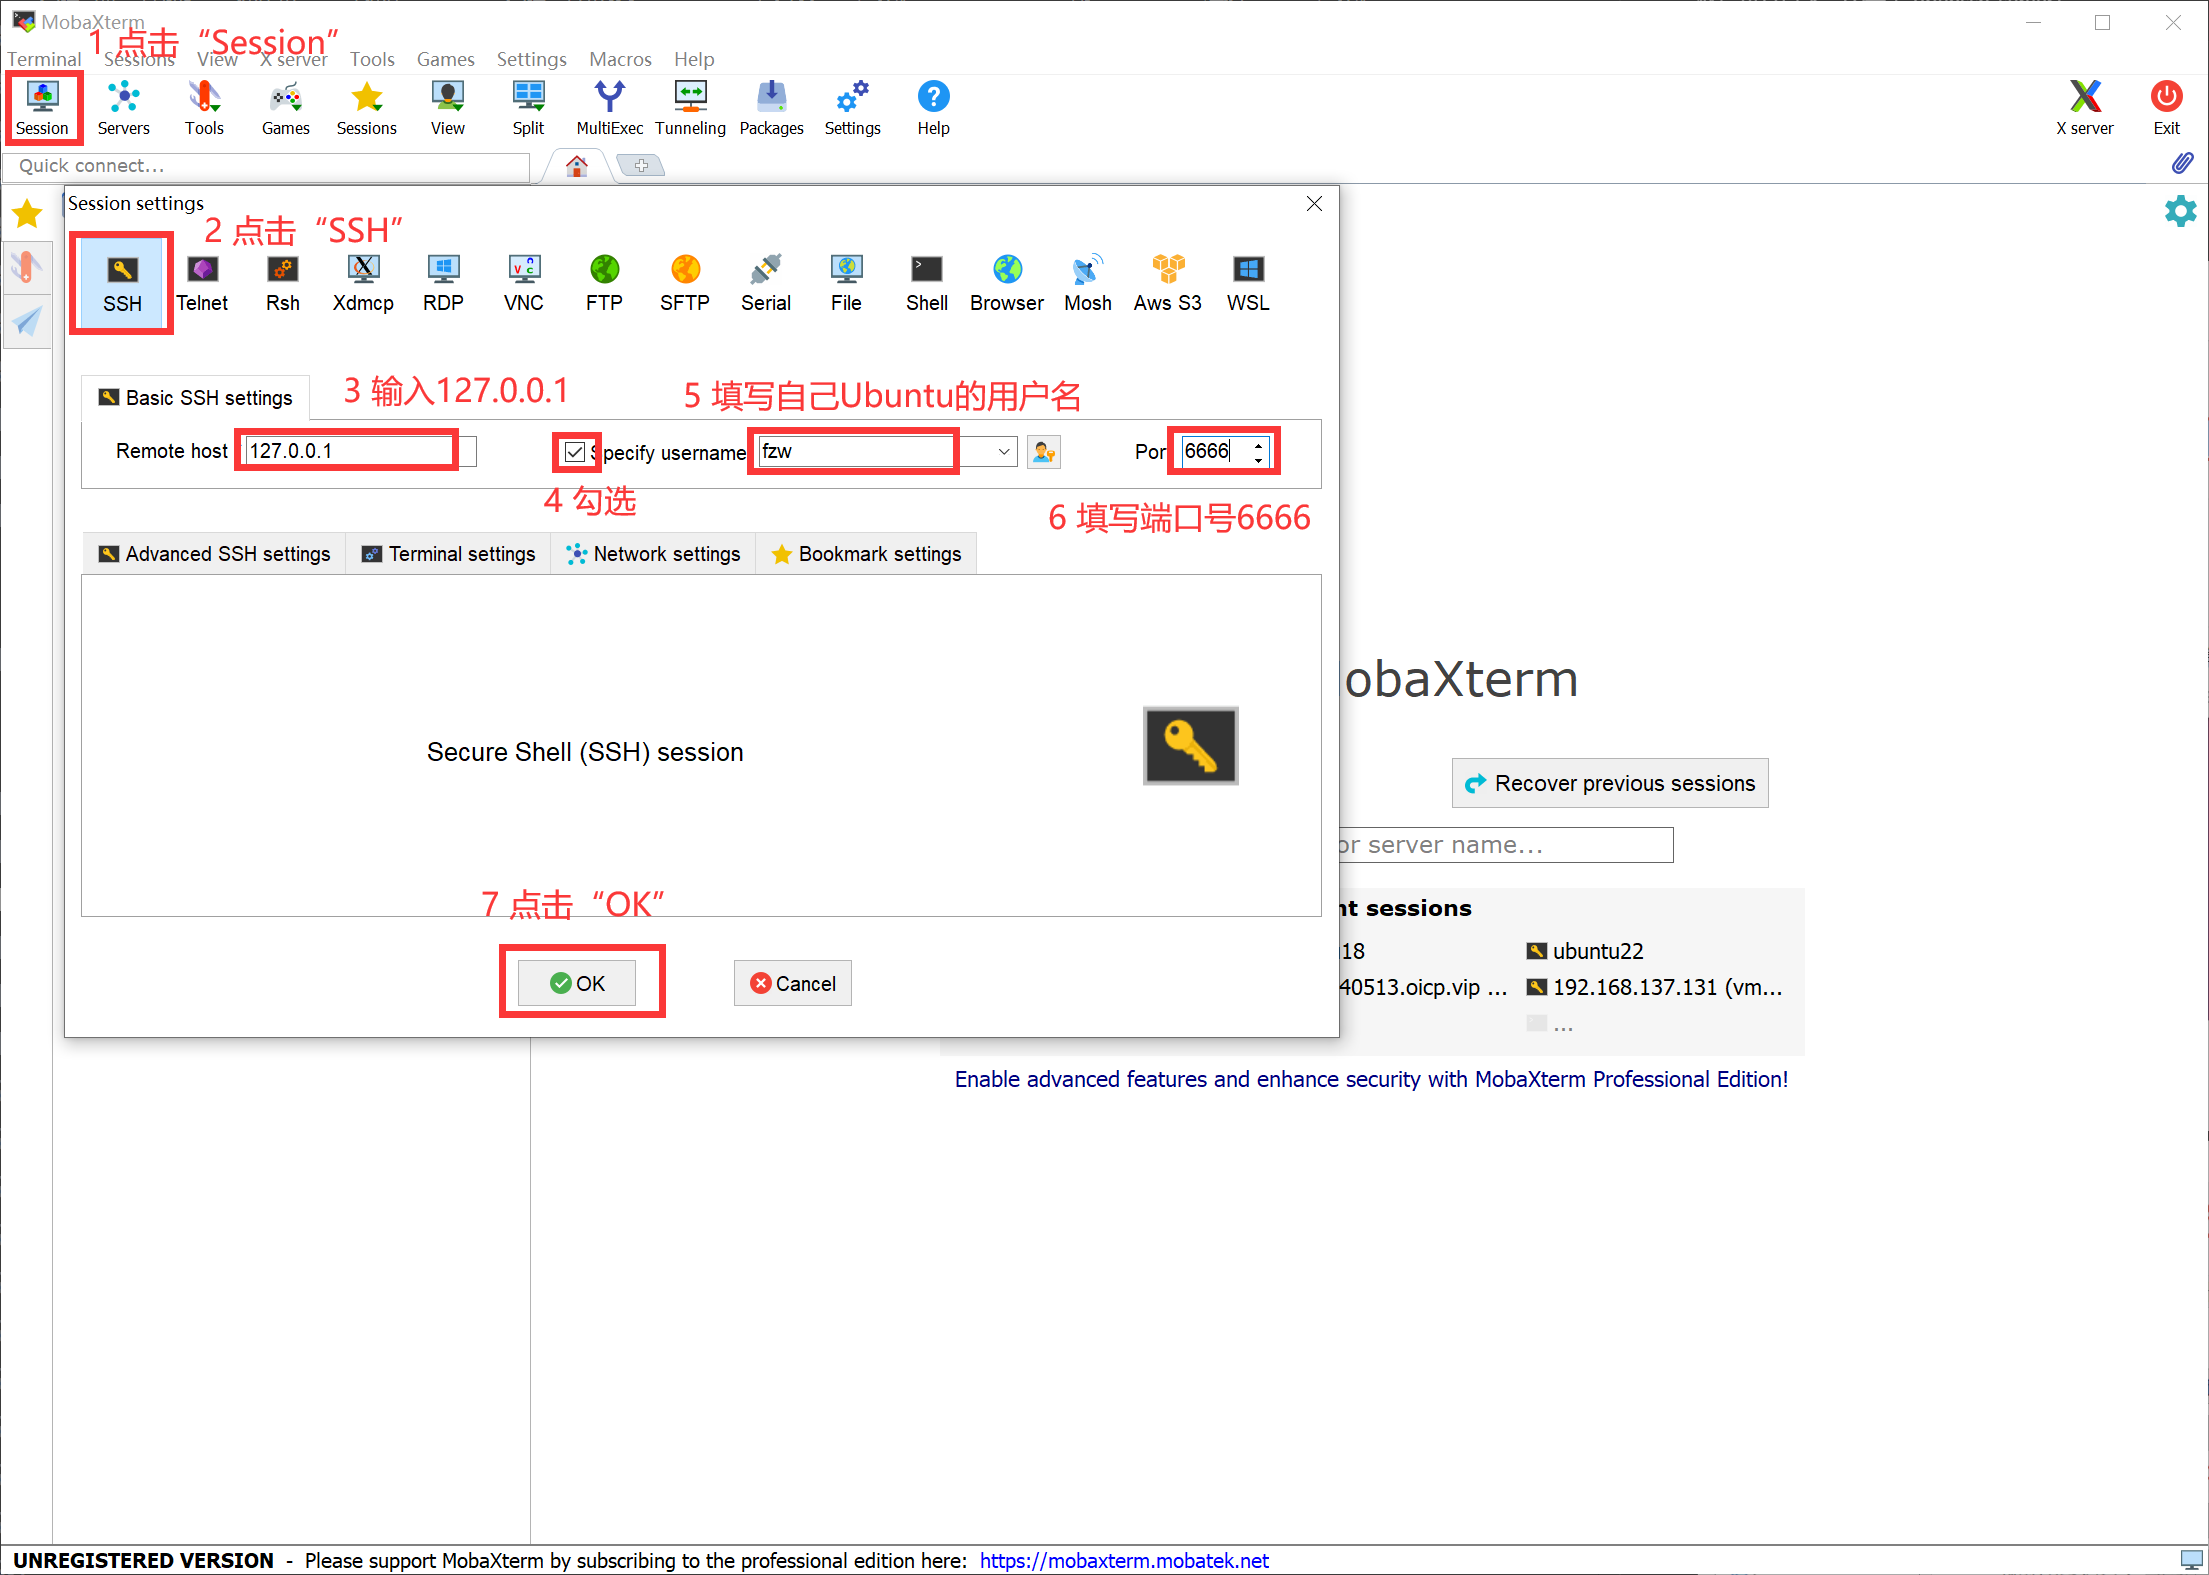 MobaXterm
1 点击“Session”
Terminal Sessions View X server Tools Games Settings Macros Help
Session Servers Tools Games Sessions View Split MultiExec Tunneling Packages Settings Help X server Exit
Quick connect...
Session settings
2 点击“SSH”
SSH Telnet Rsh Xdmcp RDP VNC FTP SFTP Serial File Shell Browser Mosh Aws S3 WSL
Basic SSH settings
3 输入127.0.0.1
5 填写自己Ubuntu的用户名
Remote host 127.0.0.1 Specify username fzw Por 6666
4 勾选
6 填写端口号6666
Advanced SSH settings Terminal settings Network settings Bookmark settings
obaXterm
Secure Shell (SSH) session
Recover previous sessions
or server name...
7 点击“OK”
nt sessions
18 ubuntu22
OK Cancel
40513.oicp.vip ... 192.168.137.131 (vm...
...
Enable advanced features and enhance security with MobaXterm Professional Edition!
UNREGISTERED VERSION - Please support MobaXterm by subscribing to the professional edition here: https://mobaxterm.mobatek.net